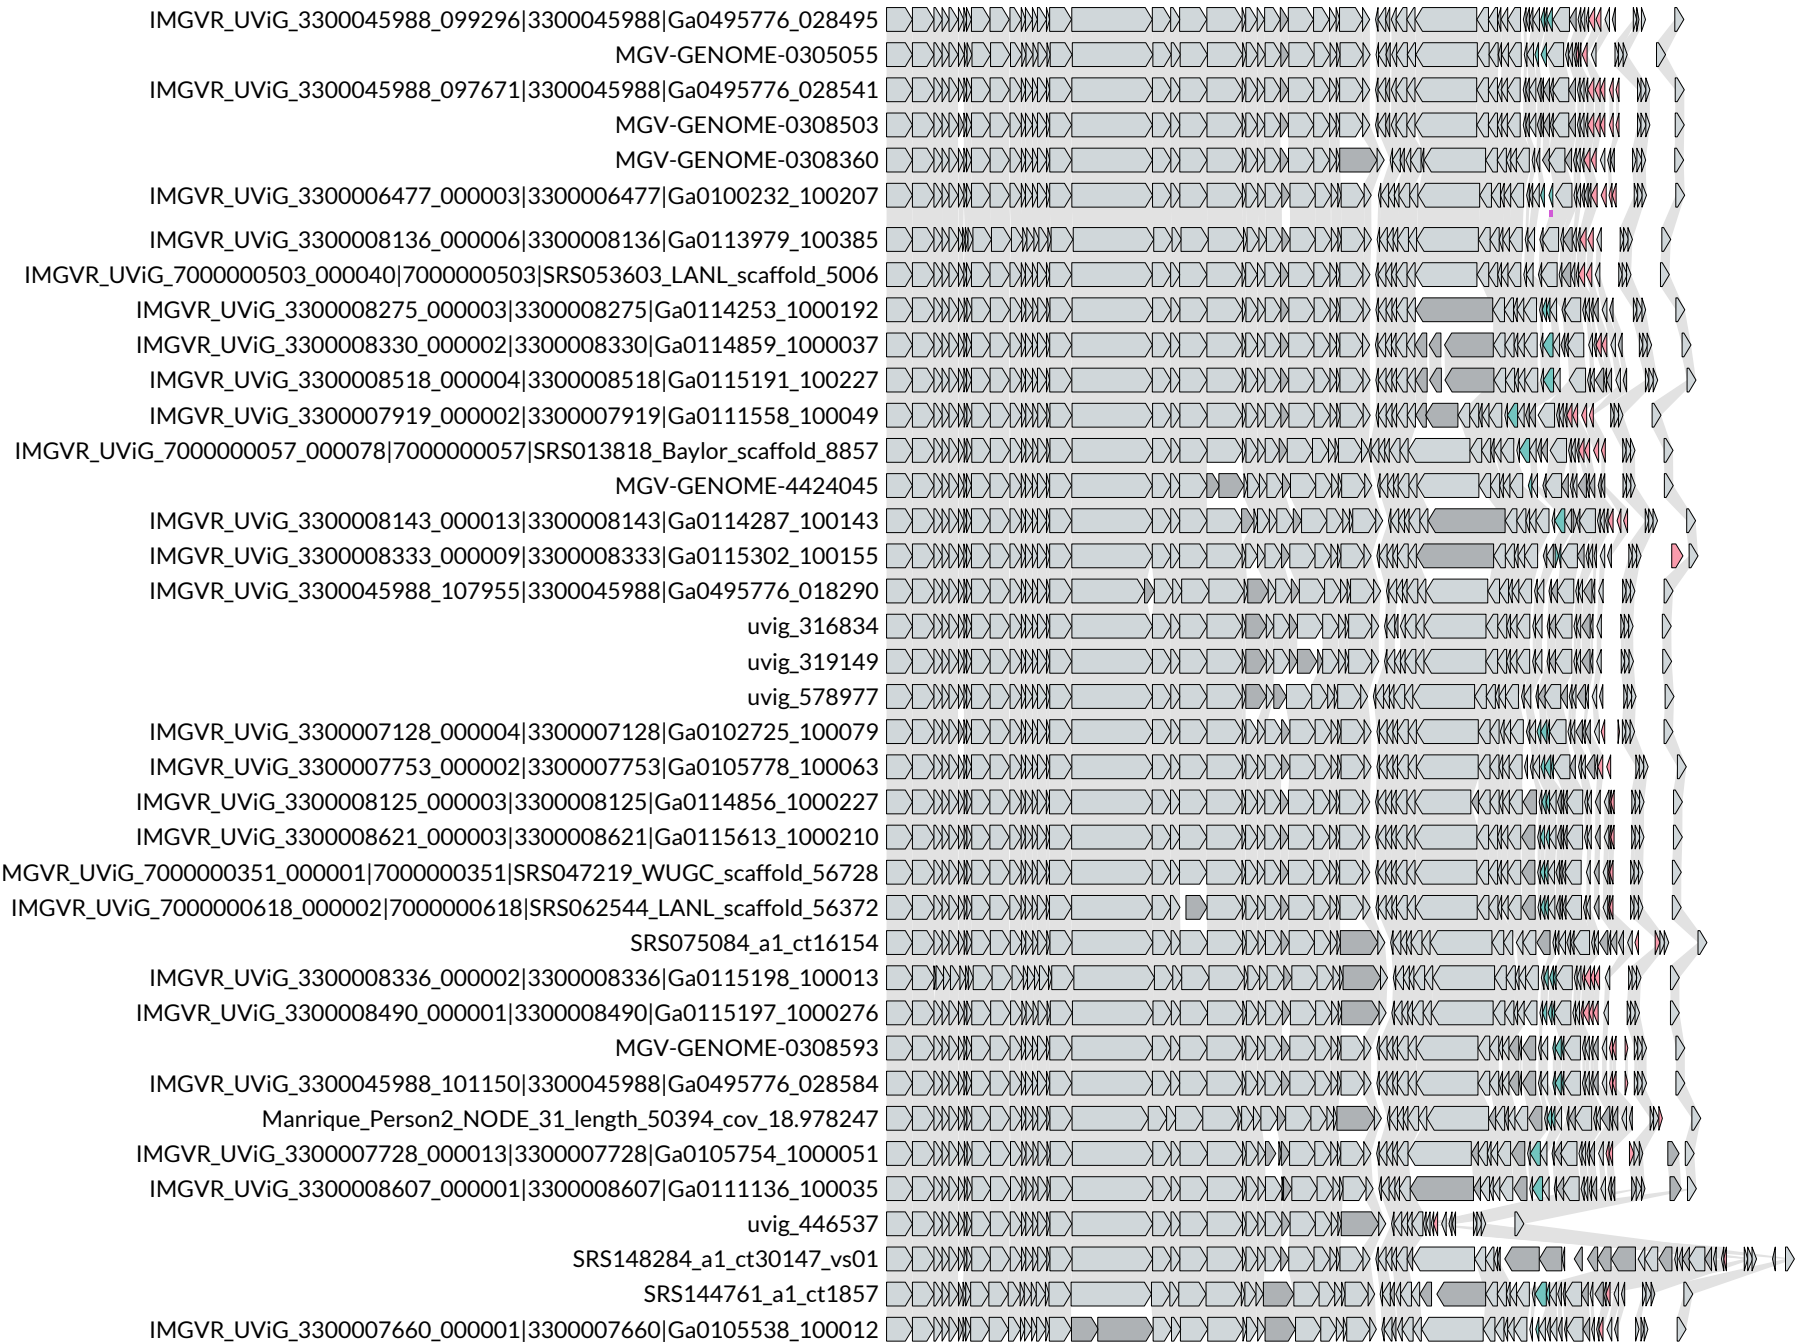 IMGVR_UViG_3300045988_099296|3300045988|Ga0495776_028495
MGV-GENOME-0305055
IMGVR_UViG_3300045988_097671|3300045988|Ga0495776_028541
MGV-GENOME-0308503
MGV-GENOME-0308360
IMGVR_UViG_3300006477_000003|3300006477|Ga0100232_100207
IMGVR_UViG_3300008136_000006|3300008136|Ga0113979_100385
IMGVR_UViG_7000000503_000040|7000000503|SRS053603_LANL_scaffold_5006
IMGVR_UViG_3300008275_000003|3300008275|Ga0114253_1000192
IMGVR_UViG_3300008330_000002|3300008330|Ga0114859_1000037
IMGVR_UViG_3300008518_000004|3300008518|Ga0115191_100227
IMGVR_UViG_3300007919_000002|3300007919|Ga0111558_100049
IMGVR_UViG_7000000057_000078|7000000057|SRS013818_Baylor_scaffold_8857
MGV-GENOME-4424045
IMGVR_UViG_3300008143_000013|3300008143|Ga0114287_100143
IMGVR_UViG_3300008333_000009|3300008333|Ga0115302_100155
IMGVR_UViG_3300045988_107955|3300045988|Ga0495776_018290
uvig_316834
uvig_319149
uvig_578977
IMGVR_UViG_3300007128_000004|3300007128|Ga0102725_100079
IMGVR_UViG_3300007753_000002|3300007753|Ga0105778_100063
IMGVR_UViG_3300008125_000003|3300008125|Ga0114856_1000227
IMGVR_UViG_3300008621_000003|3300008621|Ga0115613_1000210
MGVR_UViG_7000000351_000001|7000000351|SRS047219_WUGC_scaffold_56728
IMGVR_UViG_7000000618_000002|7000000618|SRS062544_LANL_scaffold_56372
SRS075084_a1_ct16154
IMGVR_UViG_3300008336_000002|3300008336|Ga0115198_100013
IMGVR_UViG_3300008490_000001|3300008490|Ga0115197_1000276
MGV-GENOME-0308593
IMGVR_UViG_3300045988_101150|3300045988|Ga0495776_028584
Manrique_Person2_NODE_31_length_50394_cov_18.978247
IMGVR_UViG_3300007728_000013|3300007728|Ga0105754_1000051
IMGVR_UViG_3300008607_000001|3300008607|Ga0111136_100035
uvig_446537
SRS148284_a1_ct30147_vs01
SRS144761_a1_ct1857
IMGVR_UViG_3300007660_000001|3300007660|Ga0105538_100012